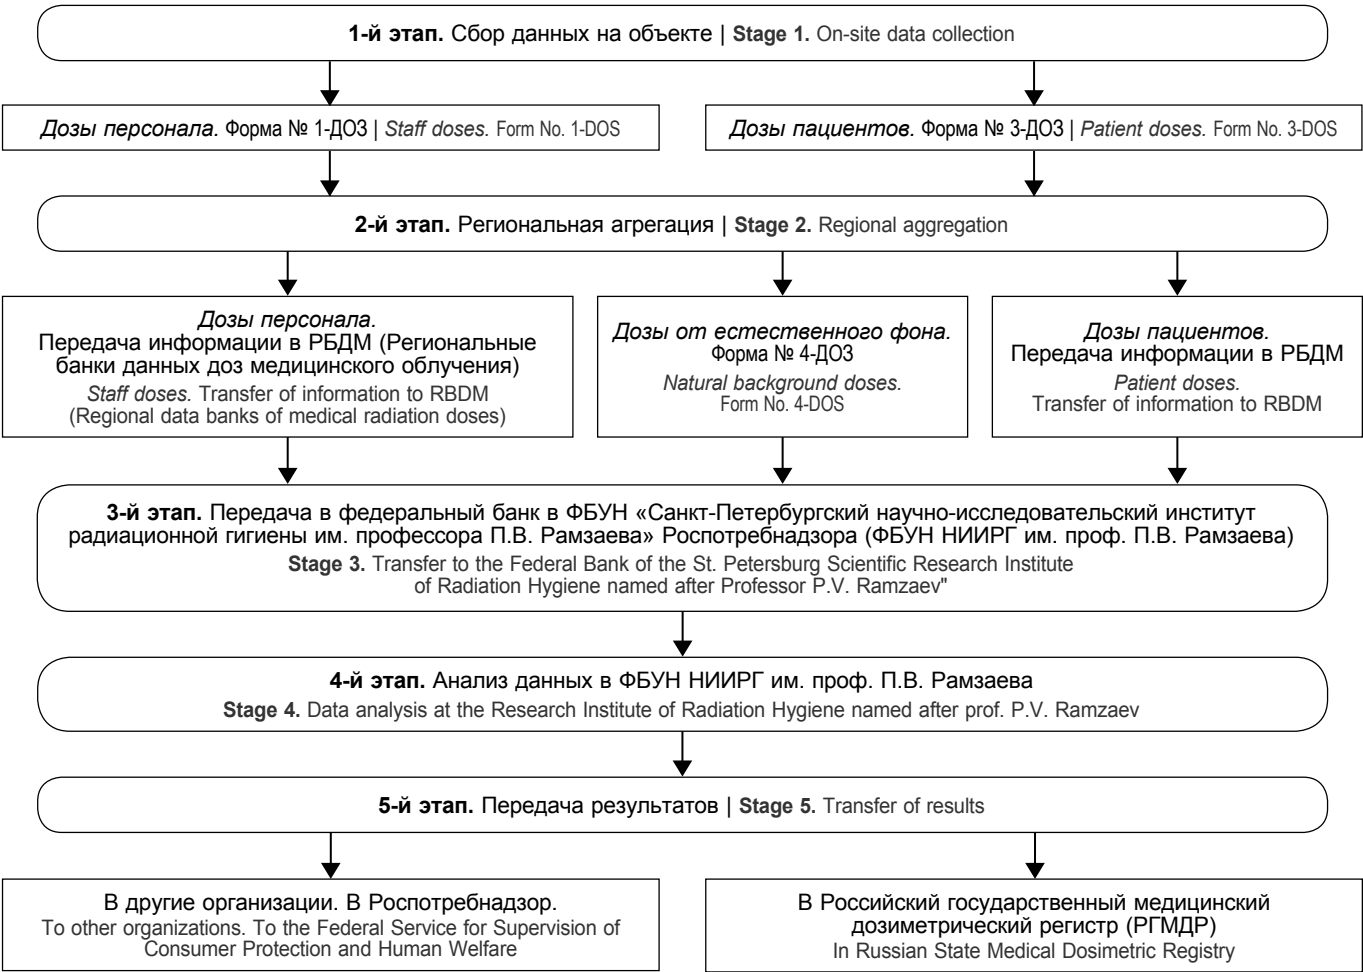 1-й этап. Сбор данных на объекте | Stage 1. On-site data collection
Дозы персонала. Форма № 1-ДОЗ | Staff doses. Form No. 1-DOS
Дозы пациентов. Форма № 3-ДОЗ | Patient doses. Form No. 3-DOS
2-й этап. Региональная агрегация | Stage 2. Regional aggregation
Дозы персонала.
Передача информации в РБДМ (Региональные
банки данных доз медицинского облучения)
Staff doses. Transfer of information to RBDM
(Regional data banks of medical radiation doses)
Дозы от естественного фона.
Форма № 4-ДОЗ
Natural background doses.
Form No. 4-DOS
Дозы пациентов.
Передача информации в РБДМ
Patient doses.
Transfer of information to RBDM
3-й этап. Передача в федеральный банк в ФБУН «Санкт-Петербургский научно-исследовательский институт
радиационной гигиены им. профессора П.В. Рамзаева» Роспотребнадзора (ФБУН НИИРГ им. проф. П.В. Рамзаева)
Stage 3. Transfer to the Federal Bank of the St. Petersburg Scientific Research Institute
of Radiation Hygiene named after Professor P.V. Ramzaev"
4-й этап. Анализ данных в ФБУН НИИРГ им. проф. П.В. Рамзаева
Stage 4. Data analysis at the Research Institute of Radiation Hygiene named after prof. P.V. Ramzaev
5-й этап. Передача результатов | Stage 5. Transfer of results
В другие организации. В Роспотребнадзор.
To other organizations. To the Federal Service for Supervision of
Consumer Protection and Human Welfare
В Российский государственный медицинский
дозиметрический регистр (РГМДР)
In Russian State Medical Dosimetric Registry